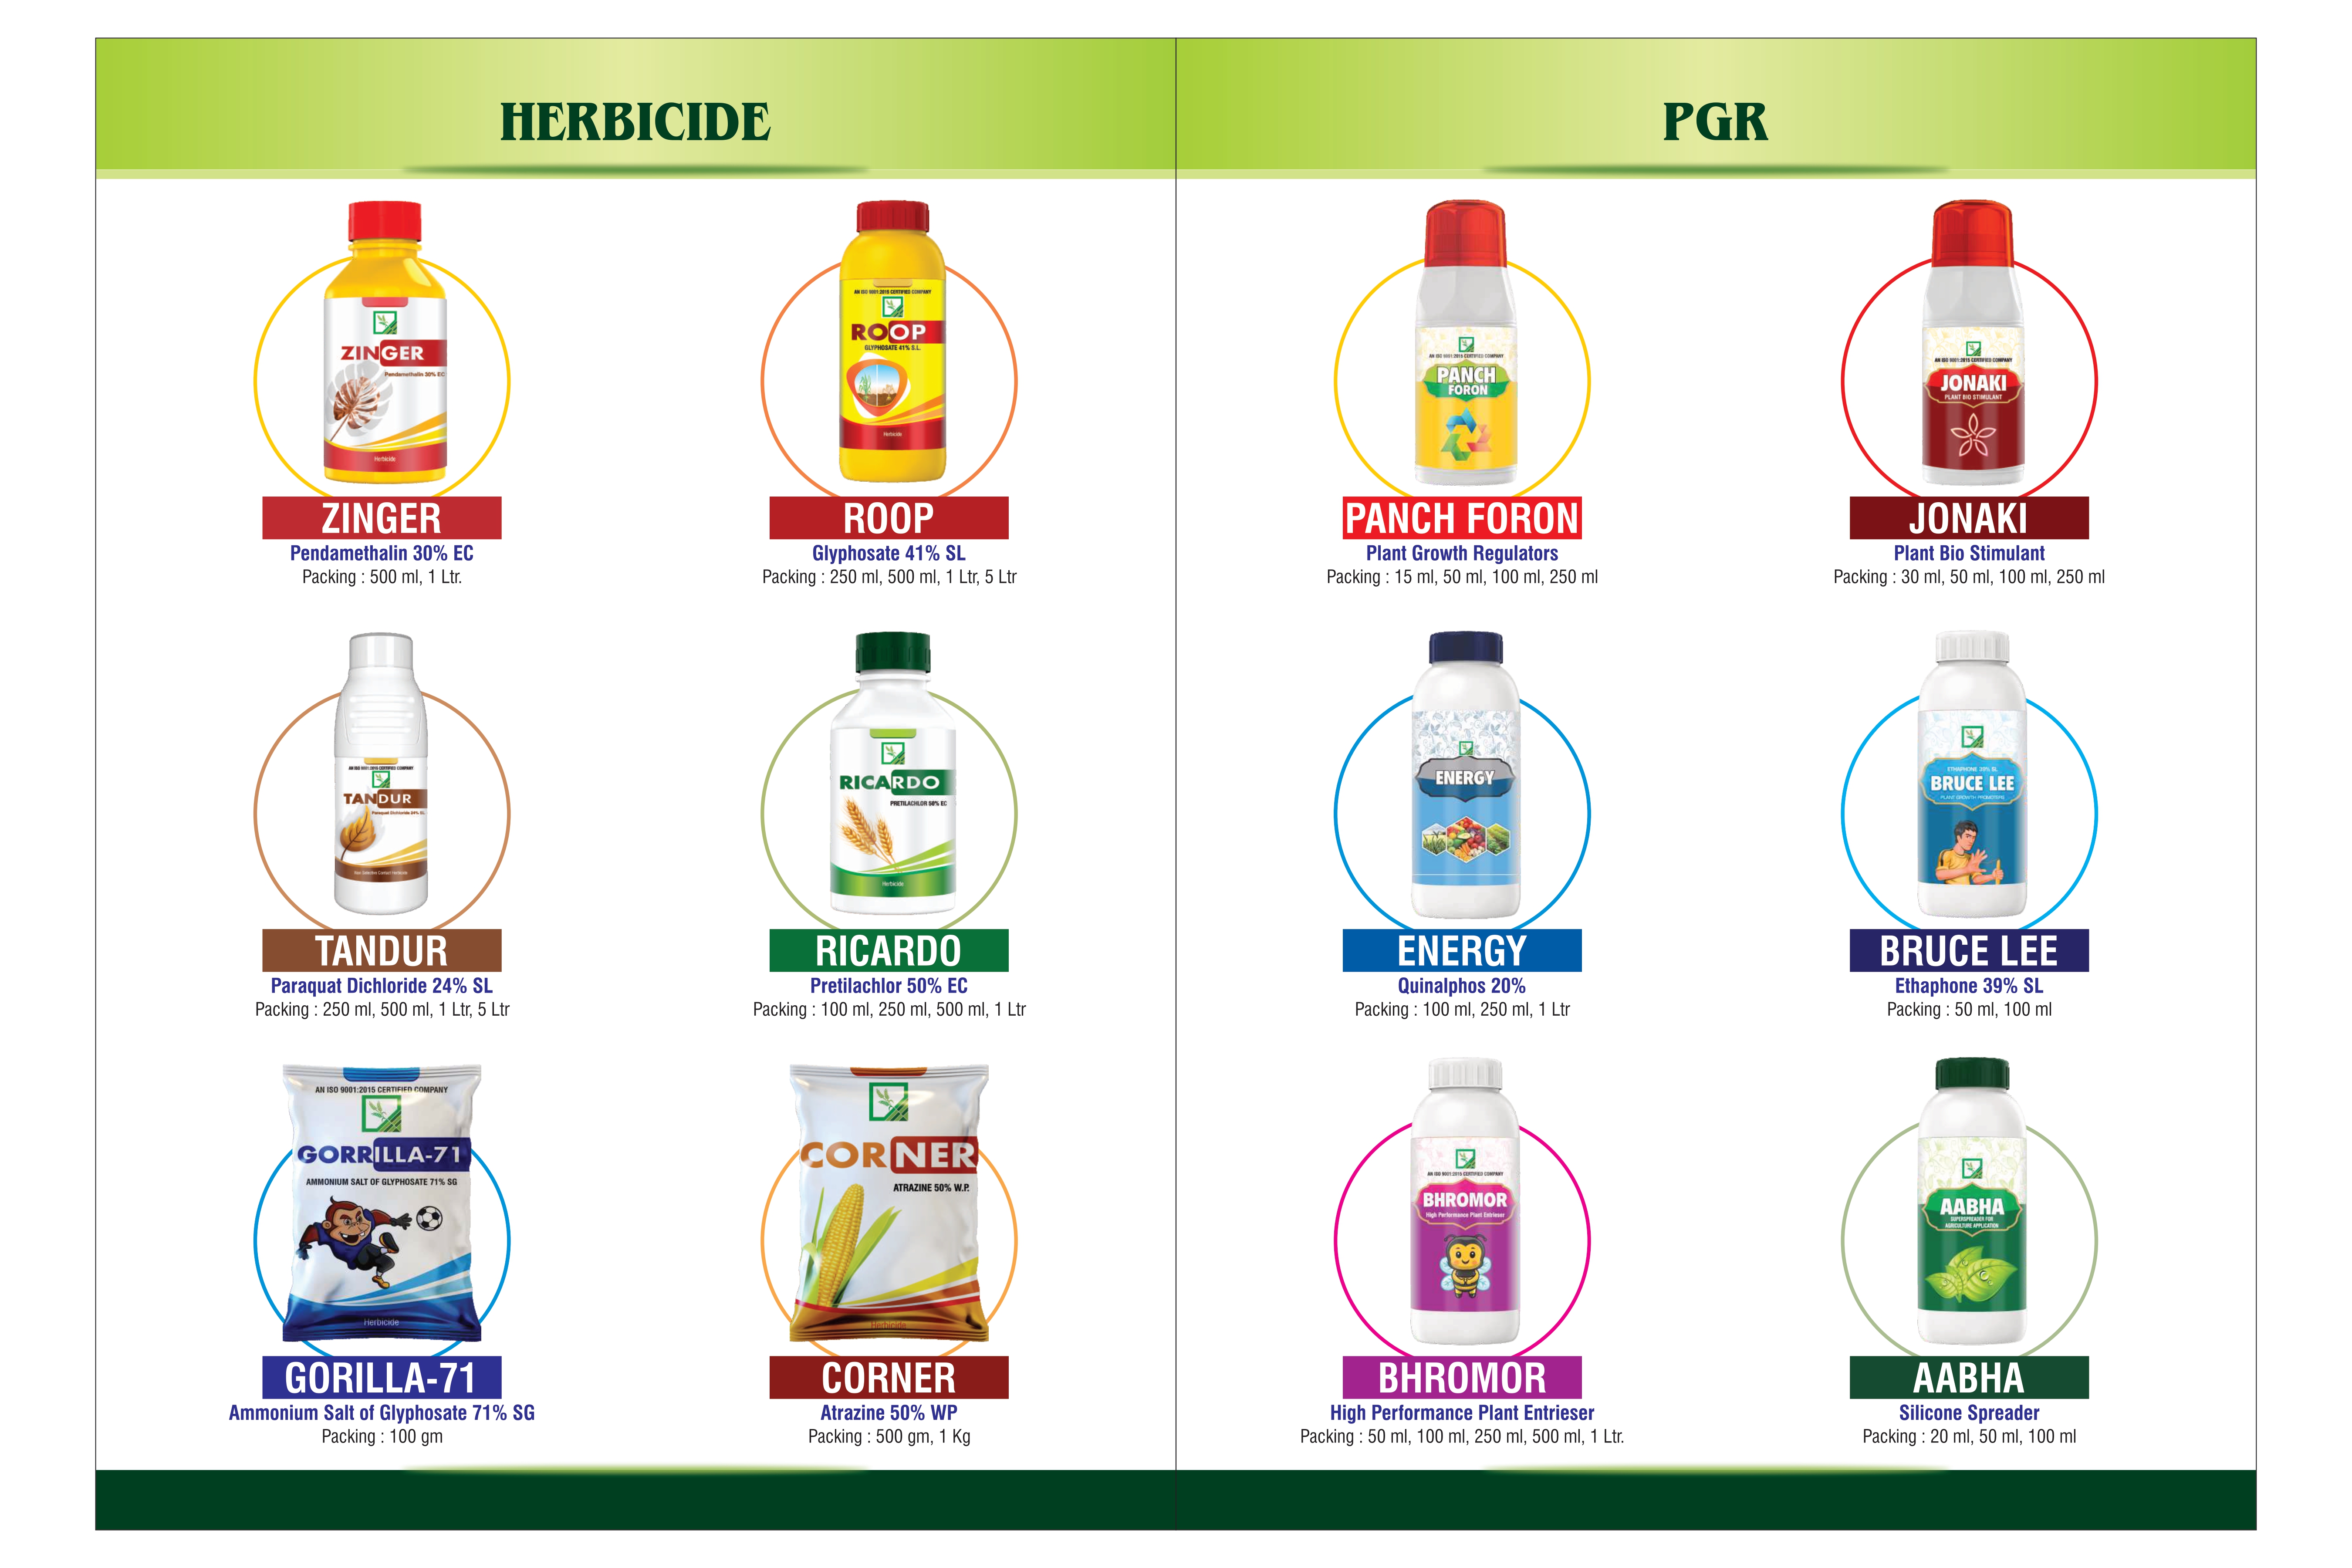 HERBICIDE
ZINGER
Pendamethalin 30% EC
Herbicide
ZINGER
Pendamethalin 30% EC
Packing : 500 ml, 1 Ltr.
AN ISO 9001:2015 CERTIFIED COMPANY
ROOP
GLYPHOSATE 41% S.L.
Herbicide
ROOP
Glyphosate 41% SL
Packing : 250 ml, 500 ml, 1 Ltr, 5 Ltr
AN ISO 9001:2015 CERTIFIED COMPANY
TANDUR
Paraquat Dichloride 24% SL
Non Selective Contact Herbicide
TANDUR
Paraquat Dichloride 24% SL
Packing : 250 ml, 500 ml, 1 Ltr, 5 Ltr
RICARDO
PRETILACHLOR 50% EC
Herbicide
RICARDO
Pretilachlor 50% EC
Packing : 100 ml, 250 ml, 500 ml, 1 Ltr
AN ISO 9001:2015 CERTIFIED COMPANY
GORRILLA-71
AMMONIUM SALT OF GLYPHOSATE 71% SG
Herbicide
GORILLA-71
Ammonium Salt of Glyphosate 71% SG
Packing : 100 gm
CORNER
ATRAZINE 50% W.P.
Herbicide
CORNER
Atrazine 50% WP
Packing : 500 gm, 1 Kg
PGR
AN ISO 9001:2015 CERTIFIED COMPANY
PANCH
FORON
PANCH FORON
Plant Growth Regulators
Packing : 15 ml, 50 ml, 100 ml, 250 ml
AN ISO 9001:2015 CERTIFIED COMPANY
JONAKI
PLANT BIO STIMULANT
JONAKI
Plant Bio Stimulant
Packing : 30 ml, 50 ml, 100 ml, 250 ml
ENERGY
ENERGY
Quinalphos 20%
Packing : 100 ml, 250 ml, 1 Ltr
ETHAPHONE 39% SL
BRUCE LEE
PLANT GROWTH PROMOTERS
BRUCE LEE
Ethaphone 39% SL
Packing : 50 ml, 100 ml
AN ISO 9001:2015 CERTIFIED COMPANY
BHROMOR
High Performance Plant Entrieser
BHROMOR
High Performance Plant Entrieser
Packing : 50 ml, 100 ml, 250 ml, 500 ml, 1 Ltr.
AABHA
SUPERSPREADER FOR
AGRICULTURE APPLICATION
AABHA
Silicone Spreader
Packing : 20 ml, 50 ml, 100 ml